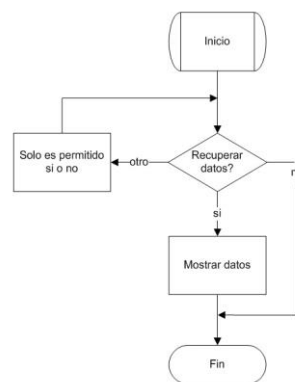 Inicio
Solo es permitido
si o no
otro
Recuperar
datos?
si
Mostrar datos
Fin